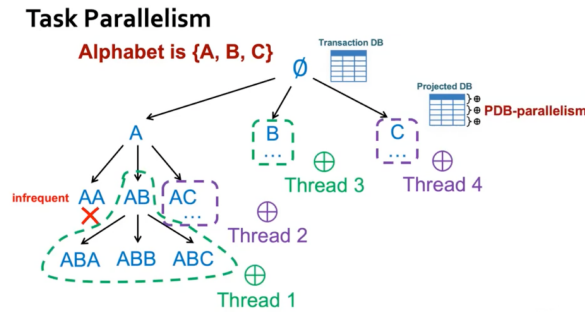 Task Parallelism
Alphabet is {A, B, C}
Transaction DB
∅
Projected DB
⊕
⊕
⊕
PDB-parallelism
A
B
...
C
...
⊕
Thread 3
⊕
Thread 4
infrequent
AA
AB
AC
...
⊕
Thread 2
ABA
ABB
ABC
⊕
Thread 1